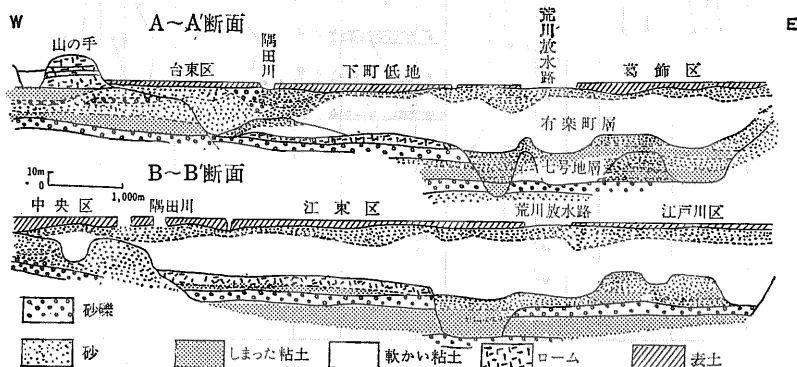 W A～A′断面 E
山の手 台東区 隅田川 下町低地 荒川放水路 葛飾区
有楽町層
七号地層
10m
0
1,000m
B～B′断面
中央区 隅田川 江東区 荒川放水路 江戸川区
砂礫
砂 しまった粘土 軟かい粘土 ローム 表土